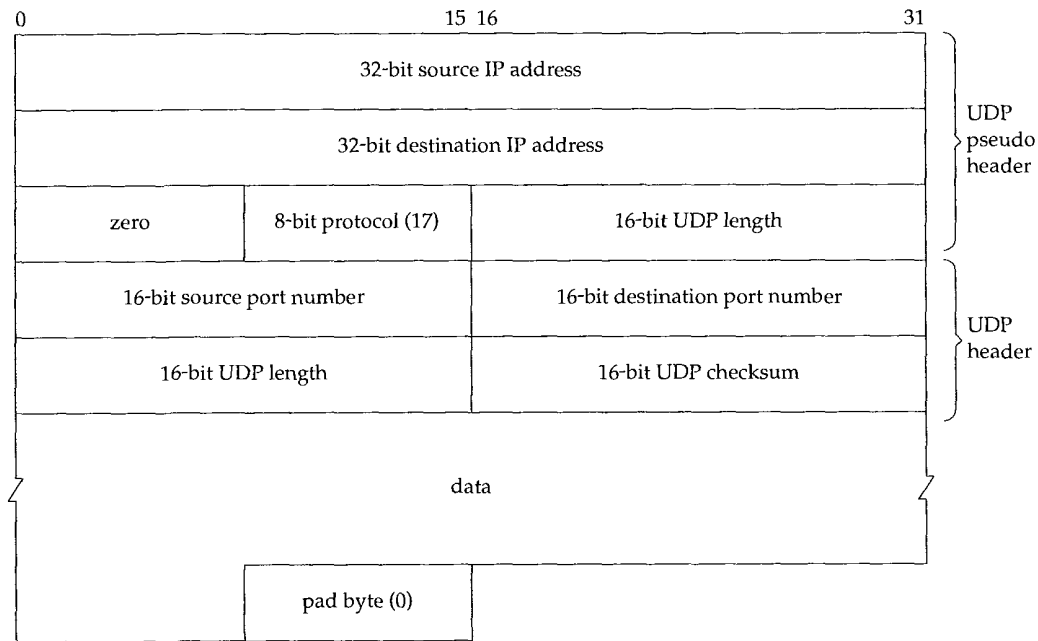 0 15 16 31
32-bit source IP address
32-bit destination IP address
UDP
pseudo
header
zero 8-bit protocol (17) 16-bit UDP length
16-bit source port number 16-bit destination port number
UDP
header
16-bit UDP length 16-bit UDP checksum
data
pad byte (0)